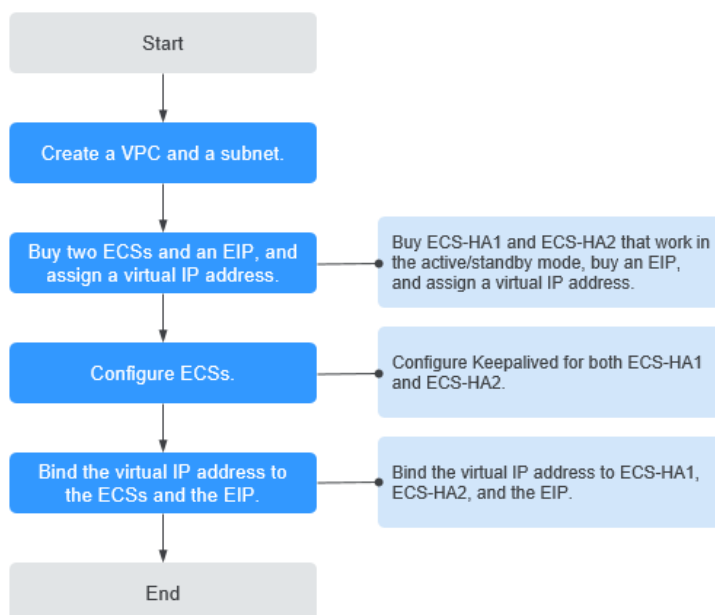 Start
Create a VPC and a subnet.
Buy two ECSs and an EIP, and
assign a virtual IP address.
Buy ECS-HA1 and ECS-HA2 that work in
the active/standby mode, buy an EIP,
and assign a virtual IP address.
Configure ECSs.
Configure Keepalived for both ECS-HA1
and ECS-HA2.
Bind the virtual IP address to
the ECSs and the EIP.
Bind the virtual IP address to ECS-HA1,
ECS-HA2, and the EIP.
End